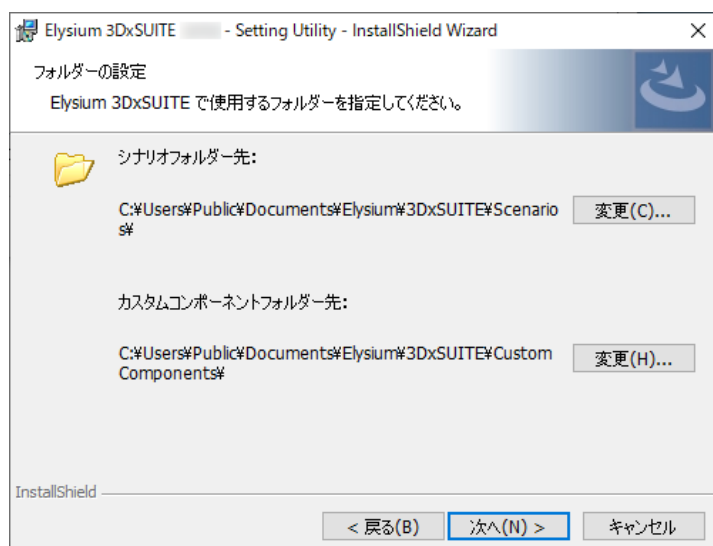 Elysium 3DxSUITE - Setting Utility - InstallShield Wizard
フォルダーの設定
Elysium 3DxSUITE で使用するフォルダーを指定してください。
シナリオフォルダー先:
C:¥Users¥Public¥Documents¥Elysium¥3DxSUITE¥Scenario
s¥
変更(C)...
カスタムコンポーネントフォルダー先:
C:¥Users¥Public¥Documents¥Elysium¥3DxSUITE¥Custom
Components¥
変更(H)...
InstallShield
< 戻る(B)
次へ(N) >
キャンセル